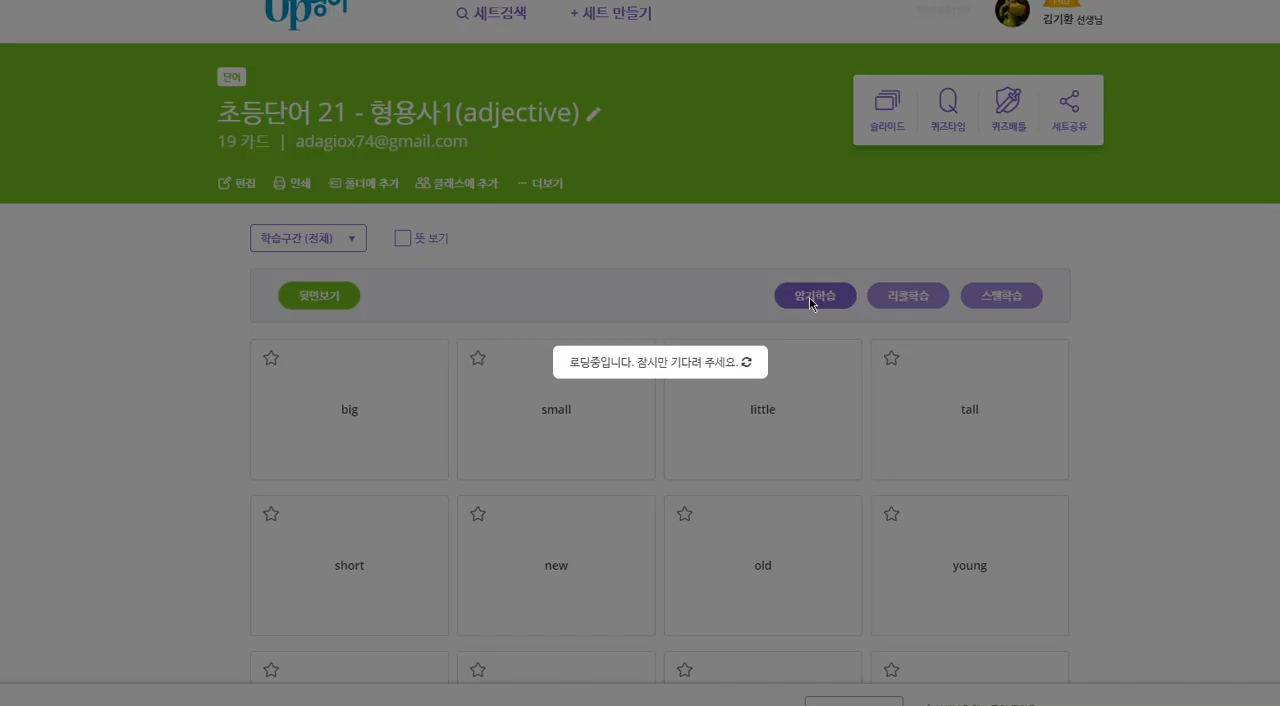 세트검색
+ 세트 만들기
김기환 선생님
단어
초등단어 21 - 형용사1(adjective)
19 카드 | adagiox74@gmail.com
슬라이드
퀴즈타임
퀴즈배틀
세트공유
편집
인쇄
폴더에 추가
클래스에 추가
··· 더보기
학습구간 (전체) ▼
뜻 보기
뒷면보기
암기학습
리콜학습
스펠학습
로딩중입니다. 잠시만 기다려 주세요.
big
small
little
tall
short
new
old
young